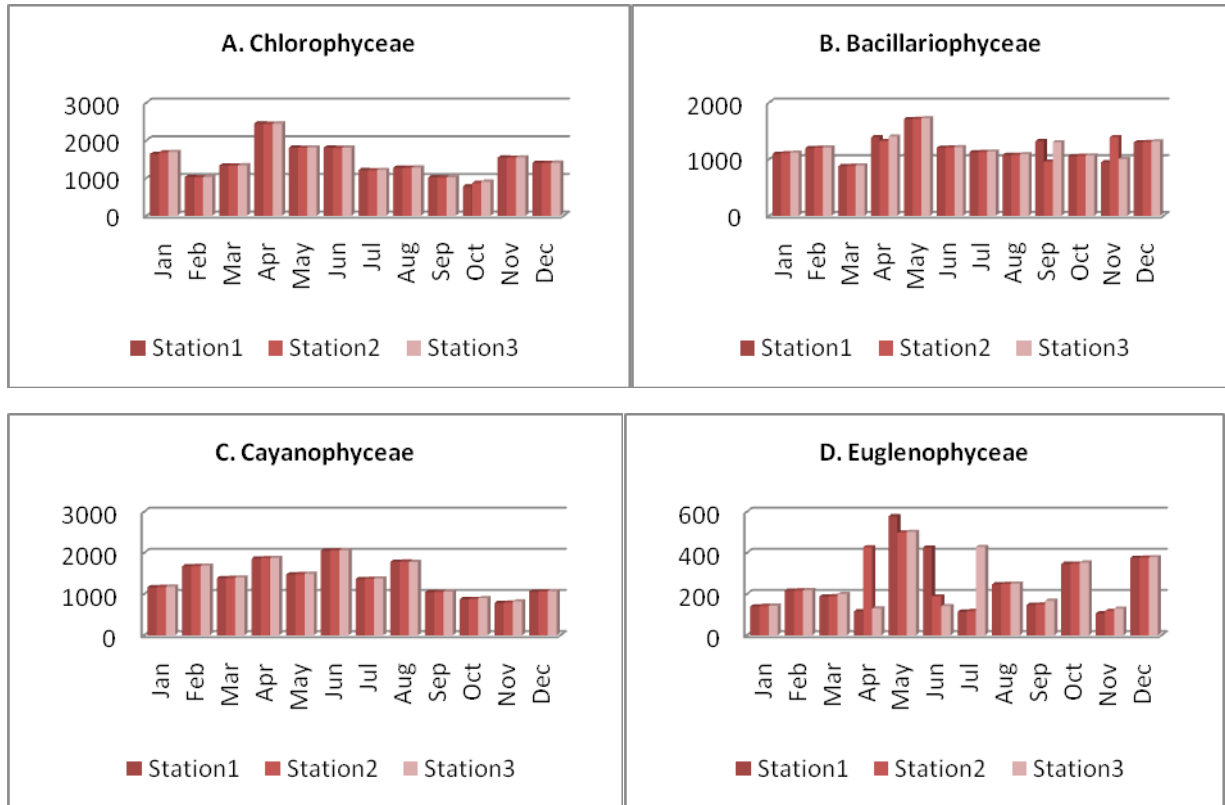 A. Chlorophyceae
3000
2000
1000
0
Jan Feb Mar Apr May Jun Jul Aug Sep Oct Nov Dec
Station1 Station2 Station3
B. Bacillariophyceae
2000
1000
0
Jan Feb Mar Apr May Jun Jul Aug Sep Oct Nov Dec
Station1 Station2 Station3
C. Cayanophyceae
3000
2000
1000
0
Jan Feb Mar Apr May Jun Jul Aug Sep Oct Nov Dec
Station1 Station2 Station3
D. Euglenophyceae
600
400
200
0
Jan Feb Mar Apr May Jun Jul Aug Sep Oct Nov Dec
Station1 Station2 Station3